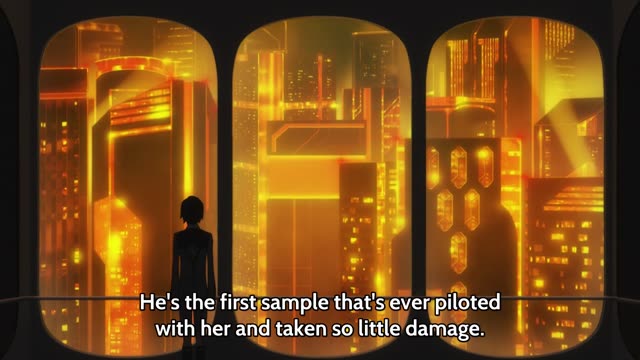 He's the first sample that's ever piloted
with her and taken so little damage.